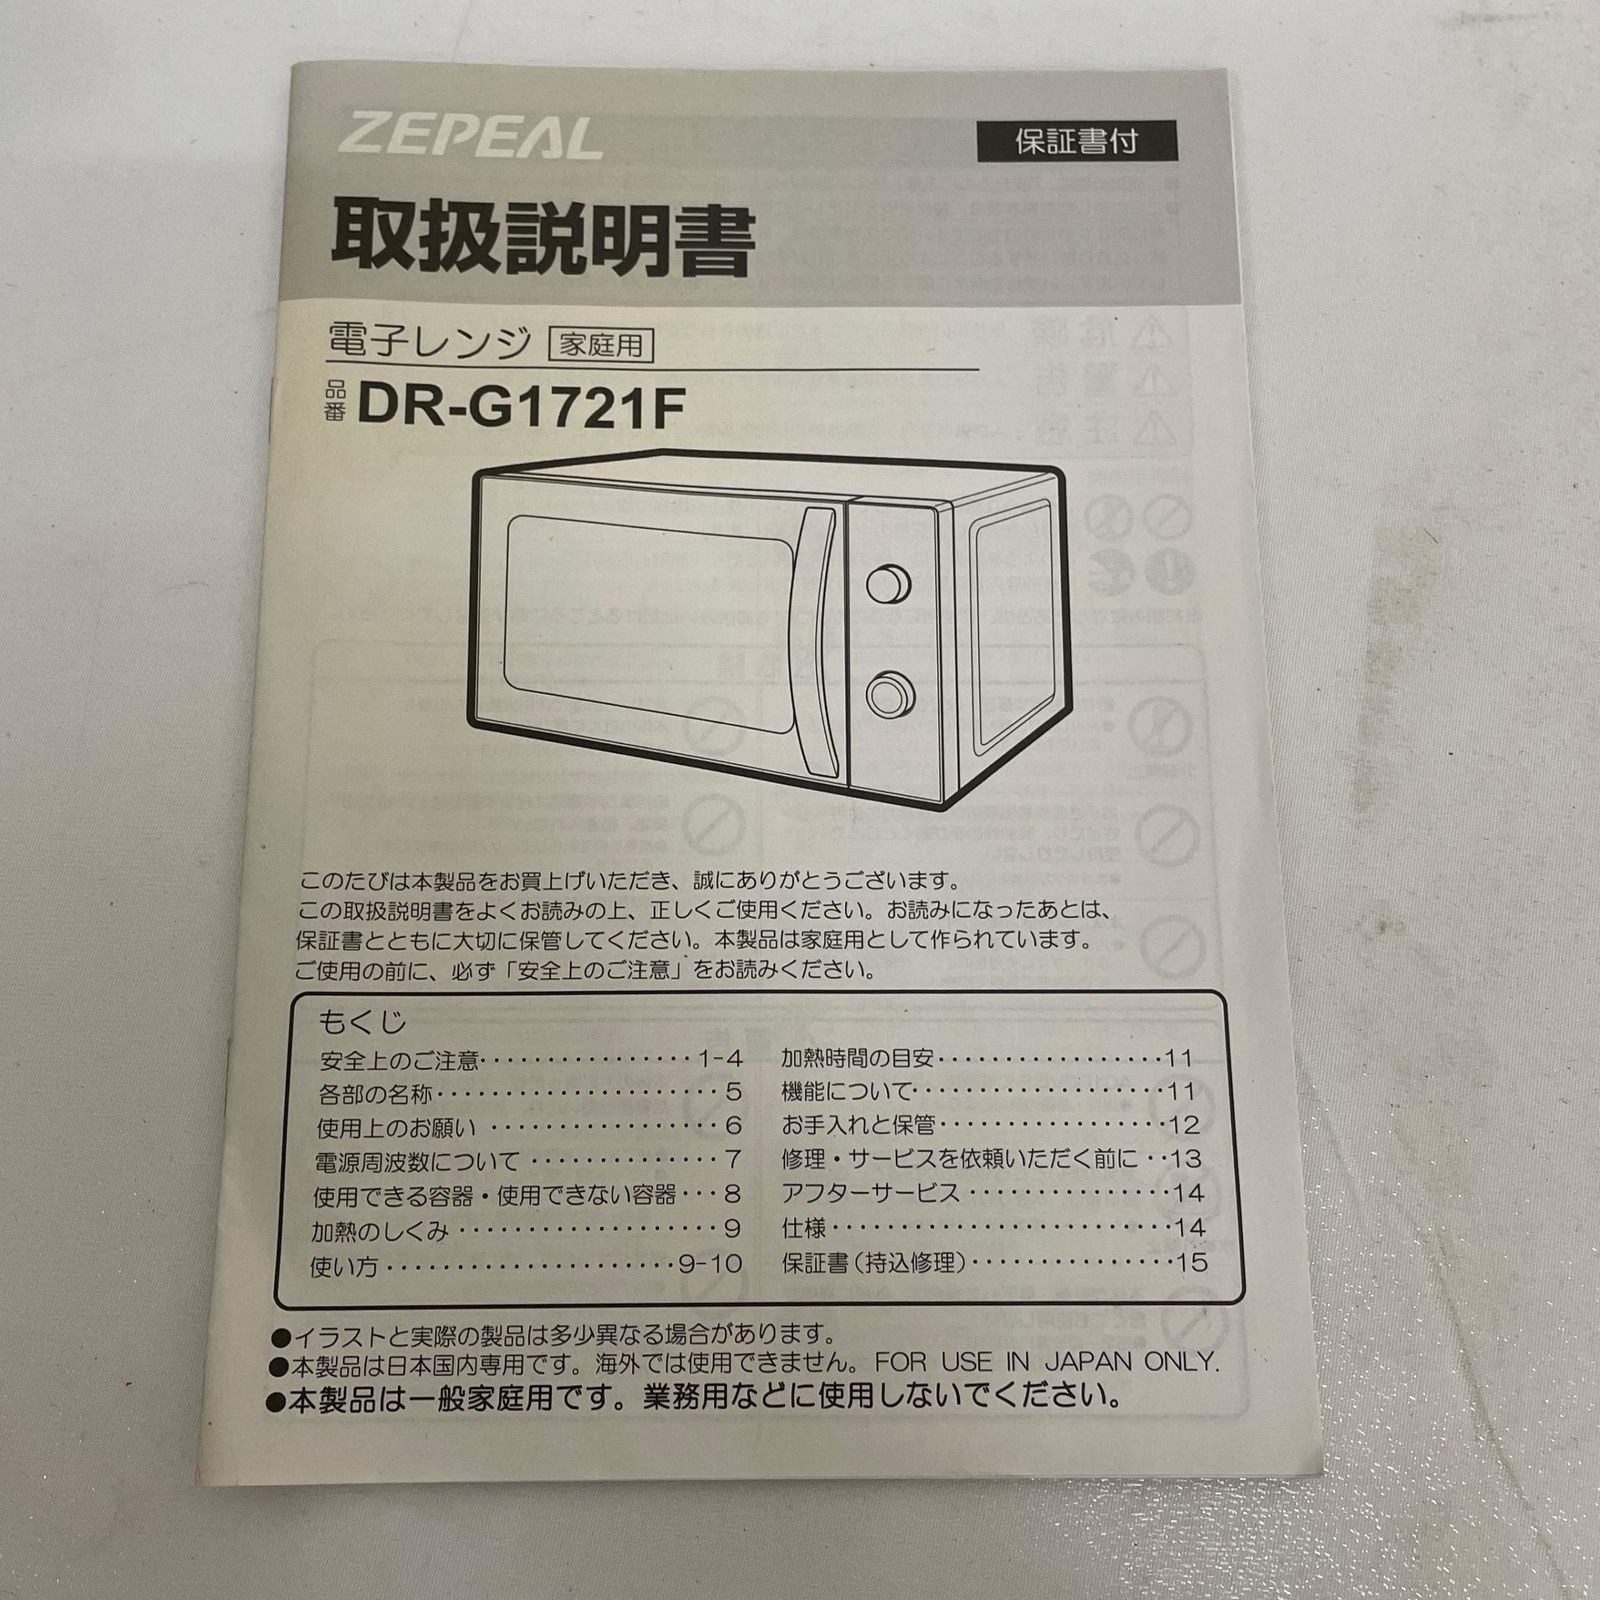 ZEPEAL
保証書付
取扱説明書
電子レンジ 家庭用
品番 DR-G1721F
このたびは本製品をお買上げいただき、誠にありがとうございます。
この取扱説明書をよくお読みの上、正しくご使用ください。お読みになったあとは、
保証書とともに大切に保管してください。本製品は家庭用として作られています。
ご使用の前に、必ず「安全上のご注意」をお読みください。
もくじ
安全上のご注意················1-4
各部の名称·····················5
使用上のお願い ·················6
電源周波数について ··············7
使用できる容器・使用できない容器···8
加熱のしくみ···················9
使い方······················9-10
加熱時間の目安·················11
機能について···················11
お手入れと保管·················12
修理・サービスを依頼いただく前に··13
アフターサービス···············14
仕様··························14
保証書(持込修理)···············15
●イラストと実際の製品は多少異なる場合があります。
●本製品は日本国内専用です。海外では使用できません。FOR USE IN JAPAN ONLY.
●本製品は一般家庭用です。業務用などに使用しないでください。